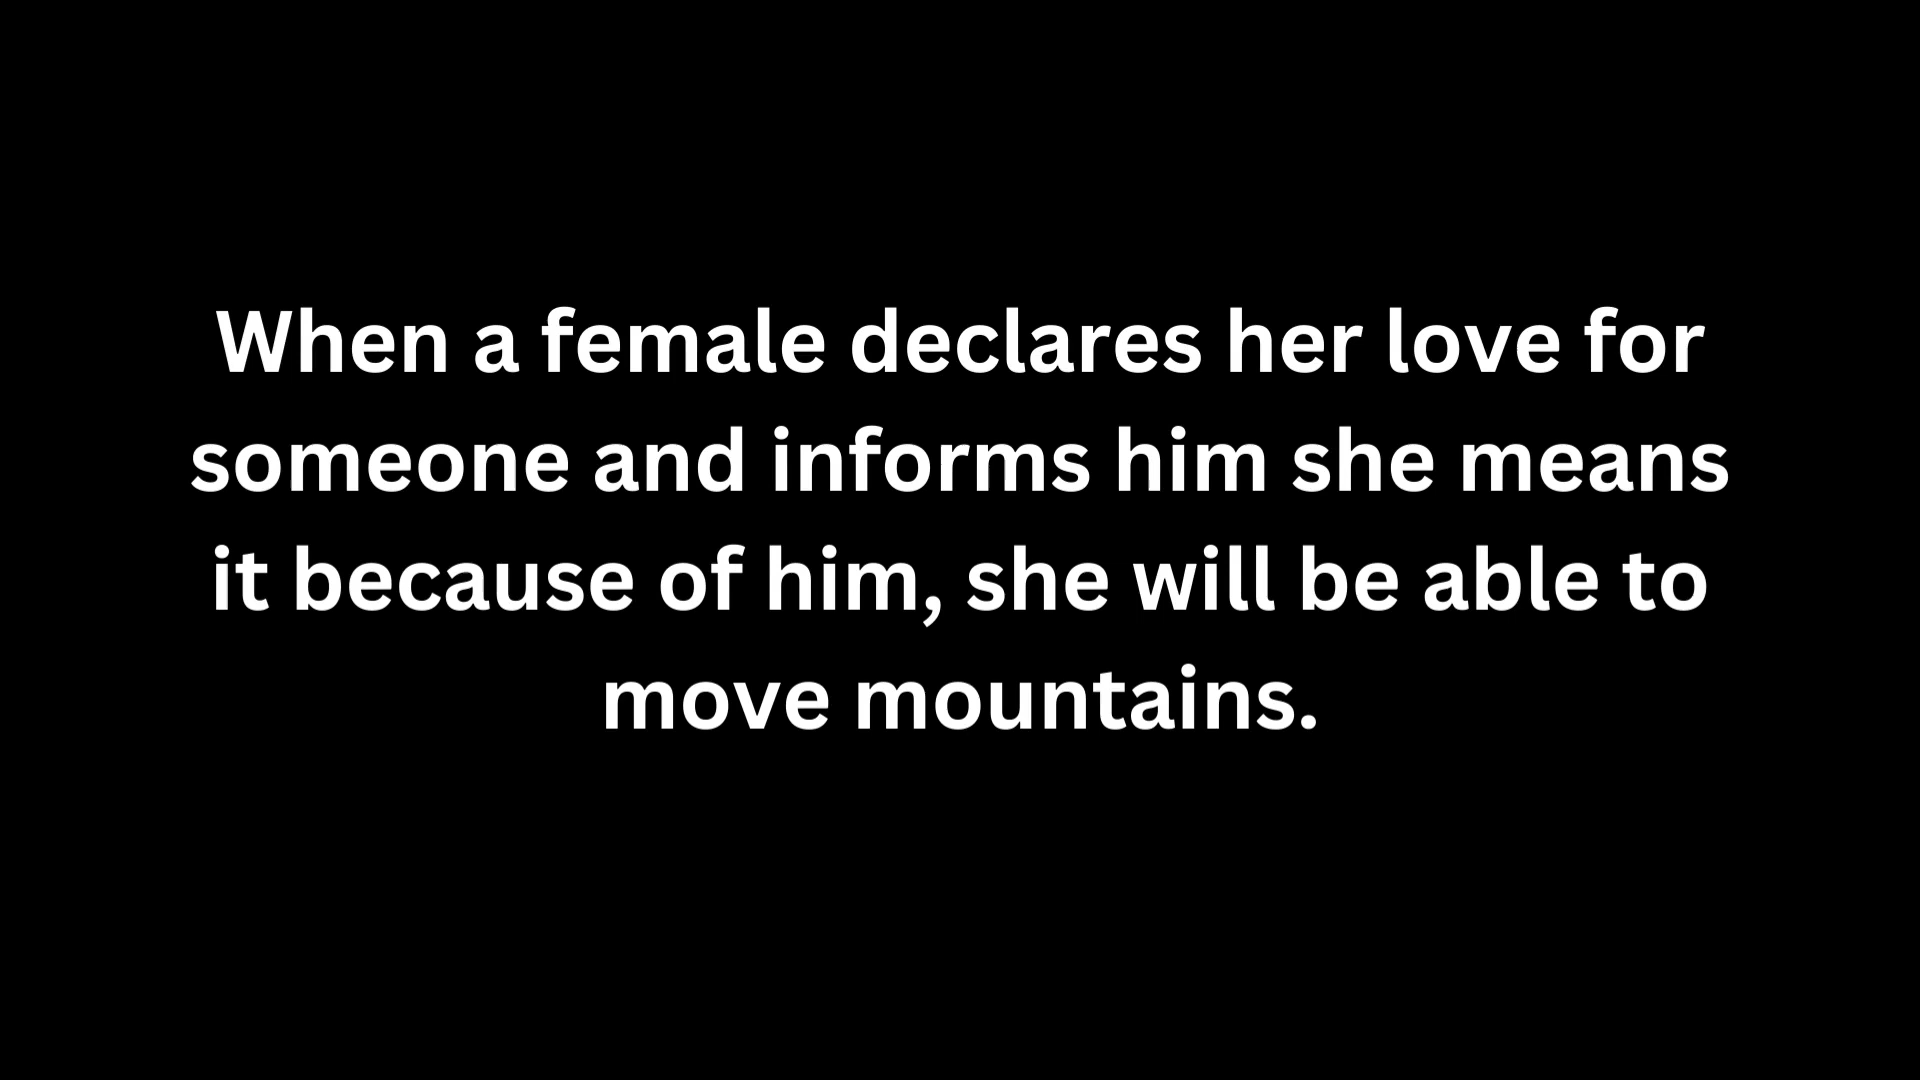 When a female declares her love for
someone and informs him she means
it because of him, she will be able to
move mountains.